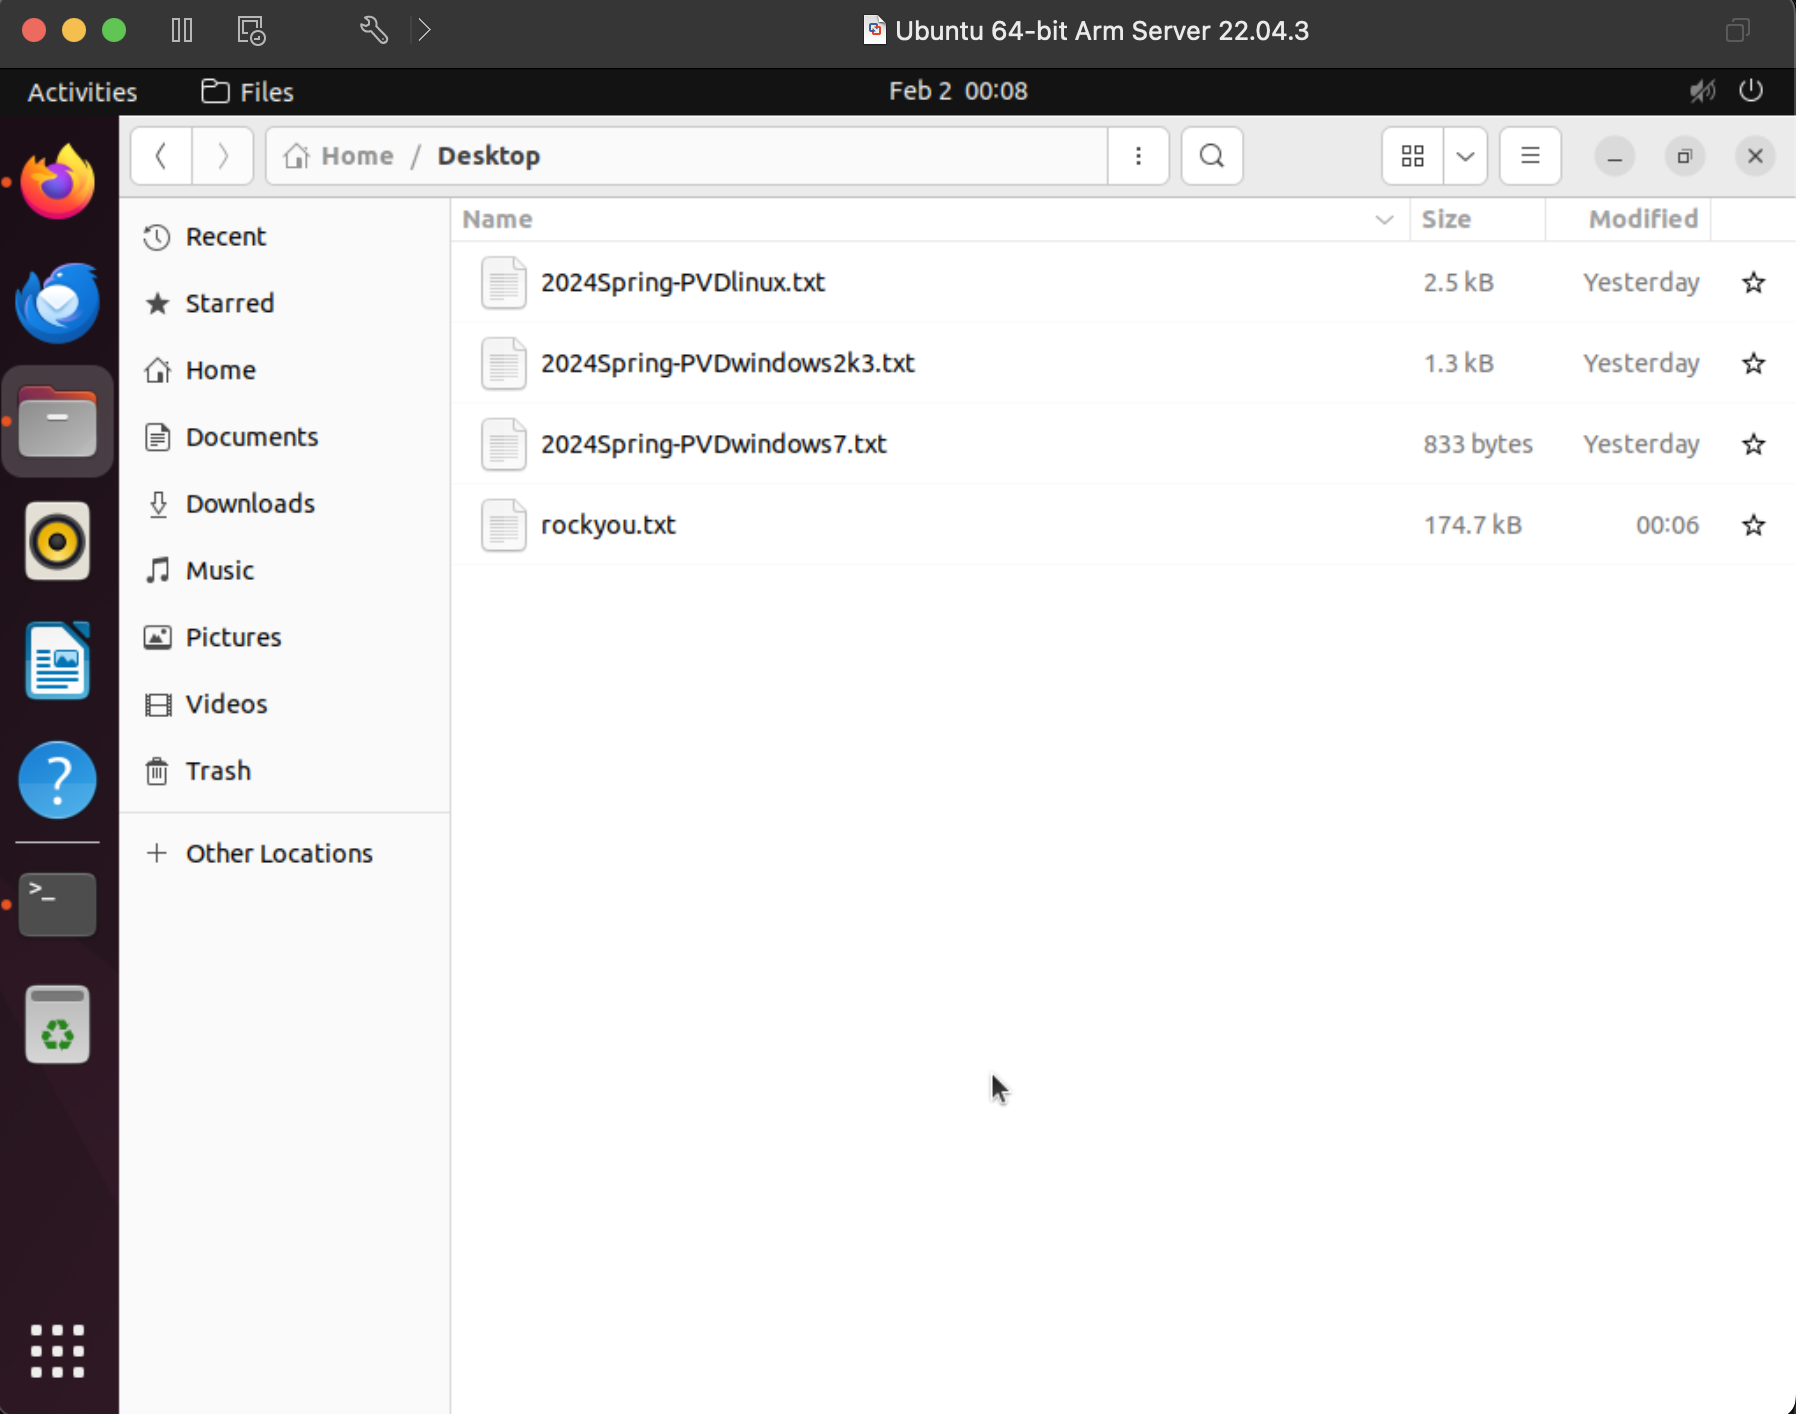 Ubuntu 64-bit Arm Server 22.04.3
Activities Files Feb 2 00:08
Home / Desktop
Name Size Modified
Recent
Starred
Home
Documents
Downloads
Music
Pictures
Videos
Trash
Other Locations
2024Spring-PVDlinux.txt 2.5 kB Yesterday
2024Spring-PVDwindows2k3.txt 1.3 kB Yesterday
2024Spring-PVDwindows7.txt 833 bytes Yesterday
rockyou.txt 174.7 kB 00:06